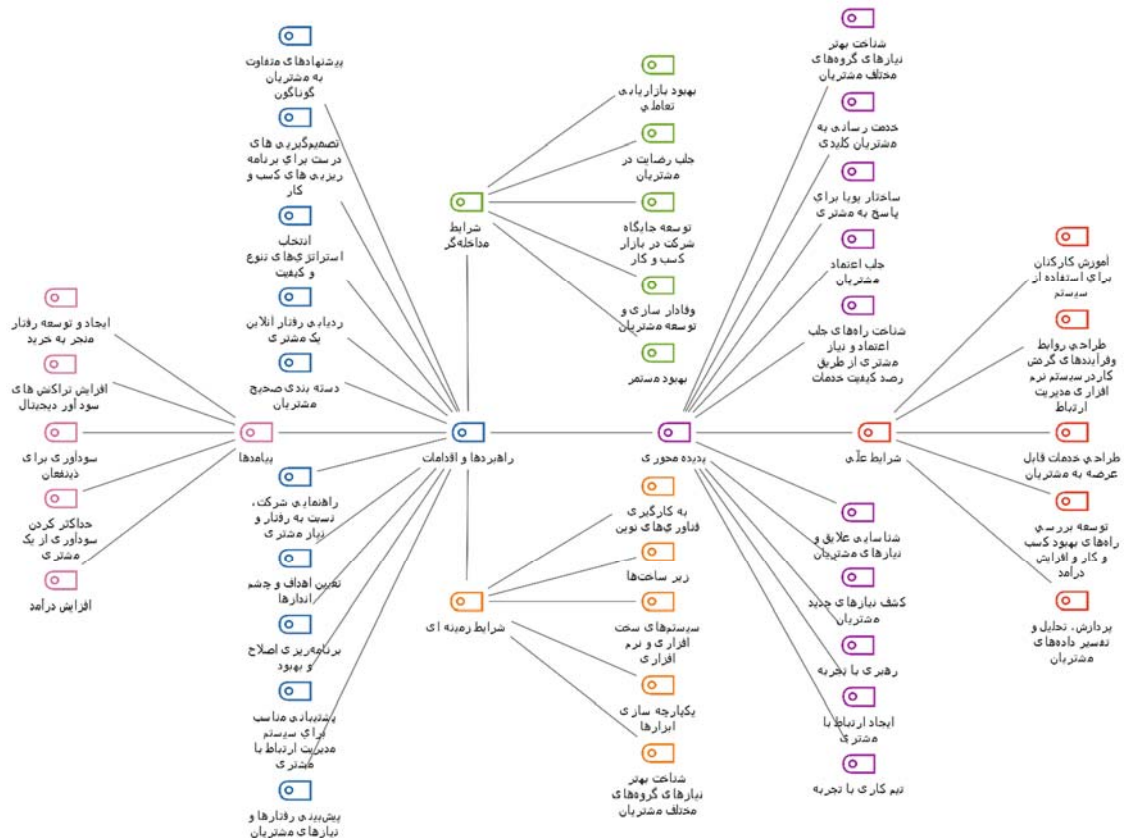 پیشنهادهای متفاوت
به مشتریان
گوناگون
تصمیم‌گیریی های
درست برای برنامه
ریزیی های کسب و
کار
انتخاب
استراتژی‌های تنوع
و کیفیت
ردیابی رفتار آنلاین
یک مشتری
دسته بندی صحیح
مشتریان
راهبردها و اقدامات
راهنمایی شرکت،
نسبت به رفتار و
نیاز مشتری
تعیین اهداف و چشم
اندازها
برنامه‌ریزی اصلاح
و بهبود
پشتیبانی مناسب
برای سیستم
مدیریت ارتباط با
مشتری
پیش‌بینی رفتارها و
نیازهای مشتریان
بهبود بازاریابی
تعاملی
جلب رضایت در
مشتریان
شرایط
مداخله‌گر
توسعه جایگاه
شرکت در بازار
کسب و کار
وفادار سازی و
توسعه مشتریان
بهبود مستمر
شناخت بهتر
نیازهای گروه‌های
مختلف مشتریان
خدمت رسانی به
مشتریان کلیدی
ساختار پویا برای
پاسخ به مشتری
جلب اعتماد
مشتریان
شناخت راه‌های جلب
اعتماد و نیاز
مشتری از طریق
رصد کیفیت خدمات
پدیده محوری
شناسایی علایق و
نیازهای مشتریان
کشف نیازهای جدید
مشتریان
رهبری با تجربه
ایجاد ارتباط با
مشتری
تیم کاری با تجربه
آموزش کارکنان
برای استفاده از
سیستم
طراحی روابط
وفرآیندهای گردش
کاردر سیستم نرم
افزاری مدیریت
ارتباط
شرایط علّی
طراحی خدمات قابل
عرضه به مشتریان
توسعه بررسی
راه‌های بهبود کسب
و کار و افزایش
درآمد
پردازش، تحلیل و
تفسیر داده‌های
مشتریان
به کارگیری
فناوری‌های نوین
زیر ساخت‌ها
شرایط زمینه ای
سیستم‌های سخت
افزاری و نرم
افزاری
یکپارچه سازی
ابزارها
شناخت بهتر
نیازهای گروه‌های
مختلف مشتریان
ایجاد و توسعه رفتار
منجر به خرید
افزایش تراکنش های
سودآور دیجیتال
پیامدها
سودآوری برای
ذینفعان
حداکثر کردن
سودآوری از یک
مشتری
افزایش درآمد